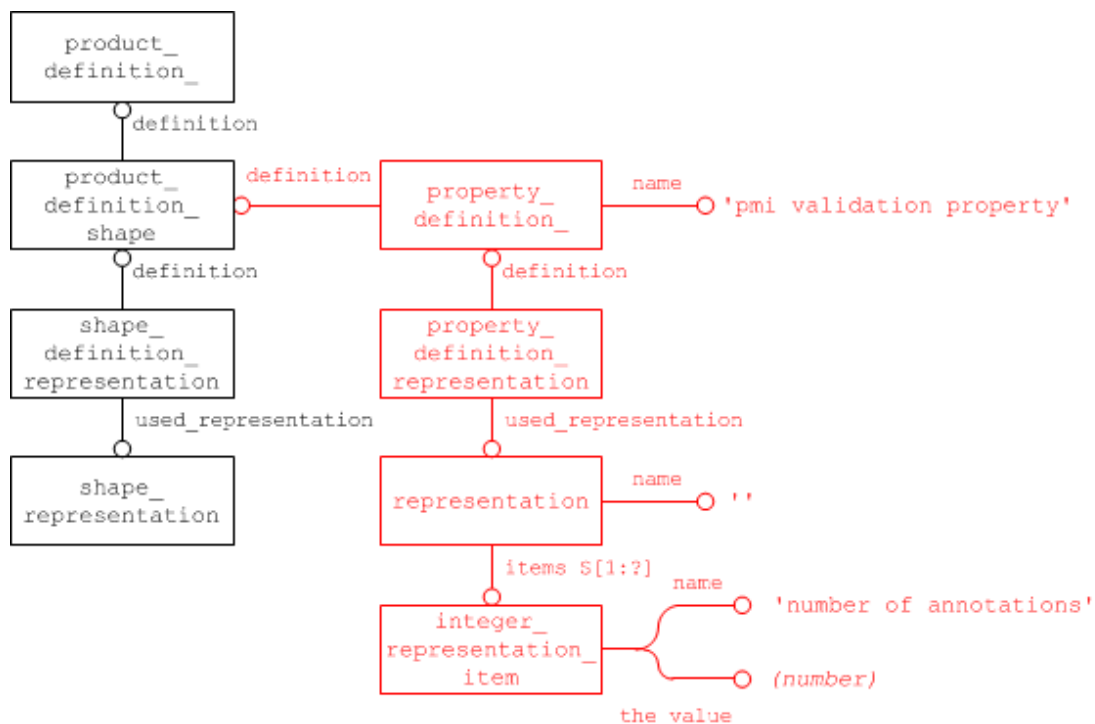 product_
definition_
definition
product_
definition_
shape
definition
property_
definition_
name
'pmi validation property'
definition
definition
shape_
definition_
representation
property_
definition_
representation
used_representation
used_representation
shape_
representation
representation
name
''
items S[1:?]
integer_
representation_
item
name
'number of annotations'
(number)
the value